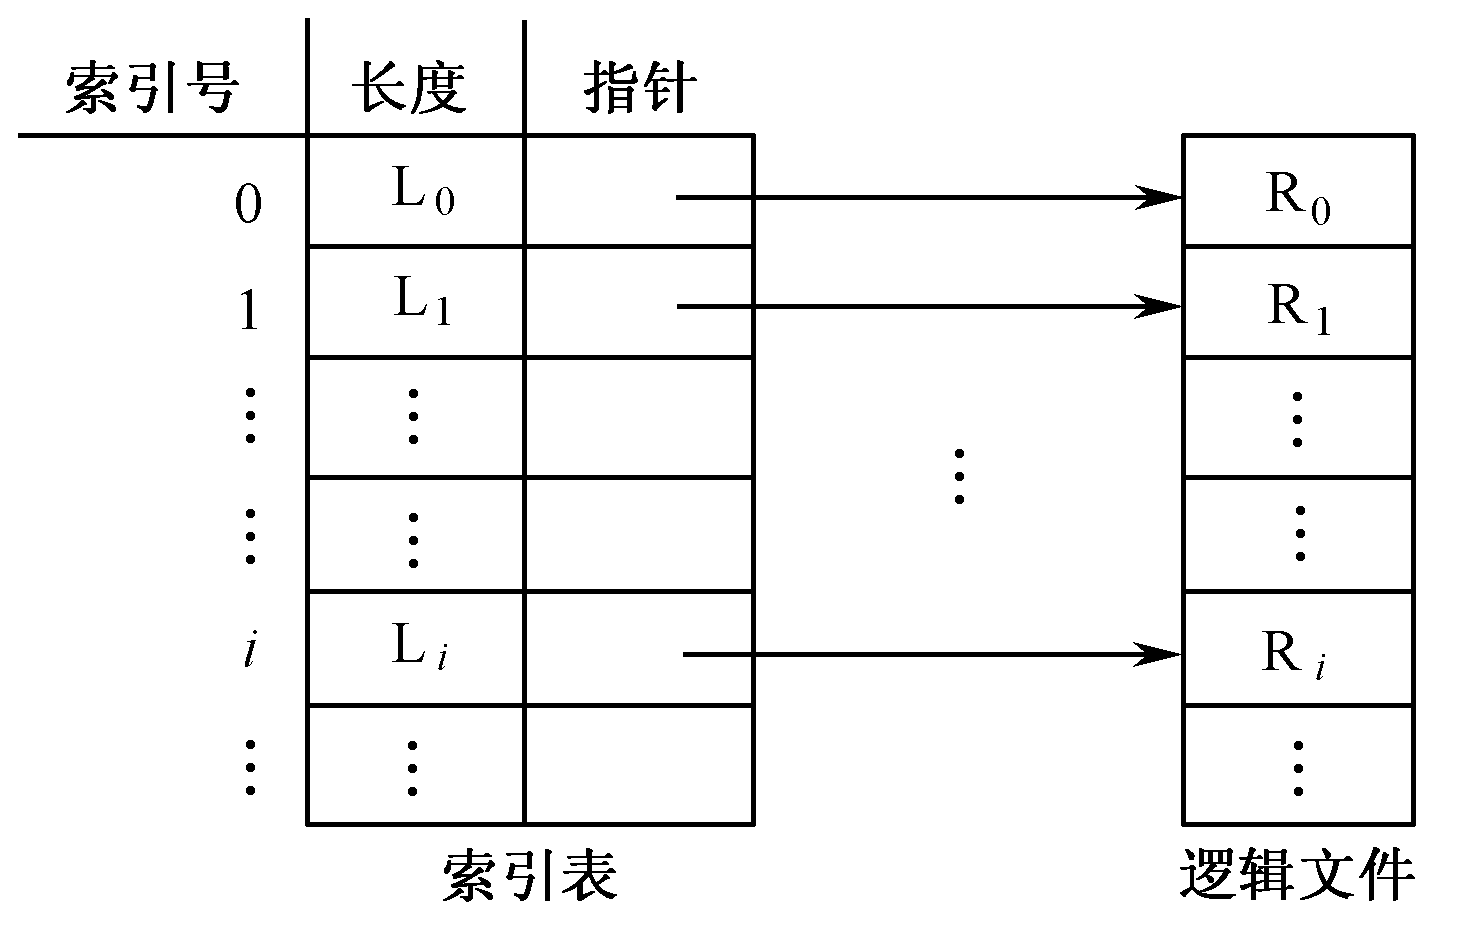 索引号 长度 指针
0 L0 R0
1 L1 R1
⋮ ⋮ ⋮
⋮ ⋮ ⋮ ⋮
i Li Ri
⋮ ⋮ ⋮
索引表 逻辑文件